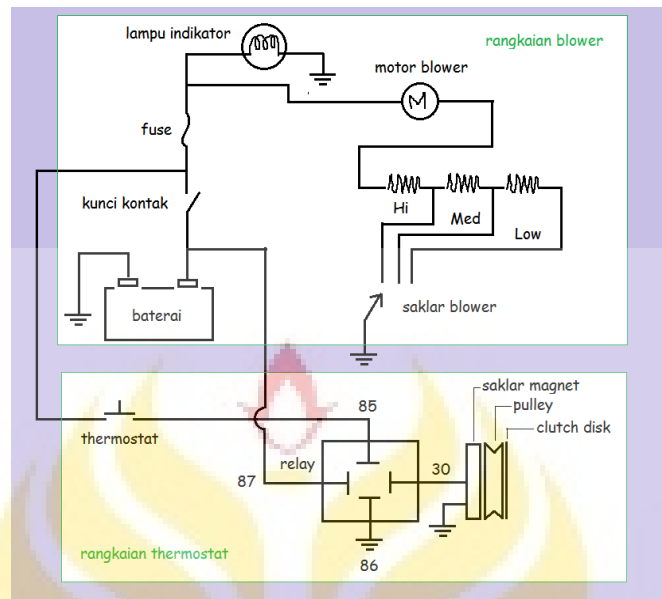 lampu indikator
rangkaian blower
motor blower
fuse
M
kunci kontak
Hi
Med
Low
baterai
saklar blower
saklar magnet
pulley
clutch disk
85
thermostat
relay
30
87
rangkaian thermostat
86